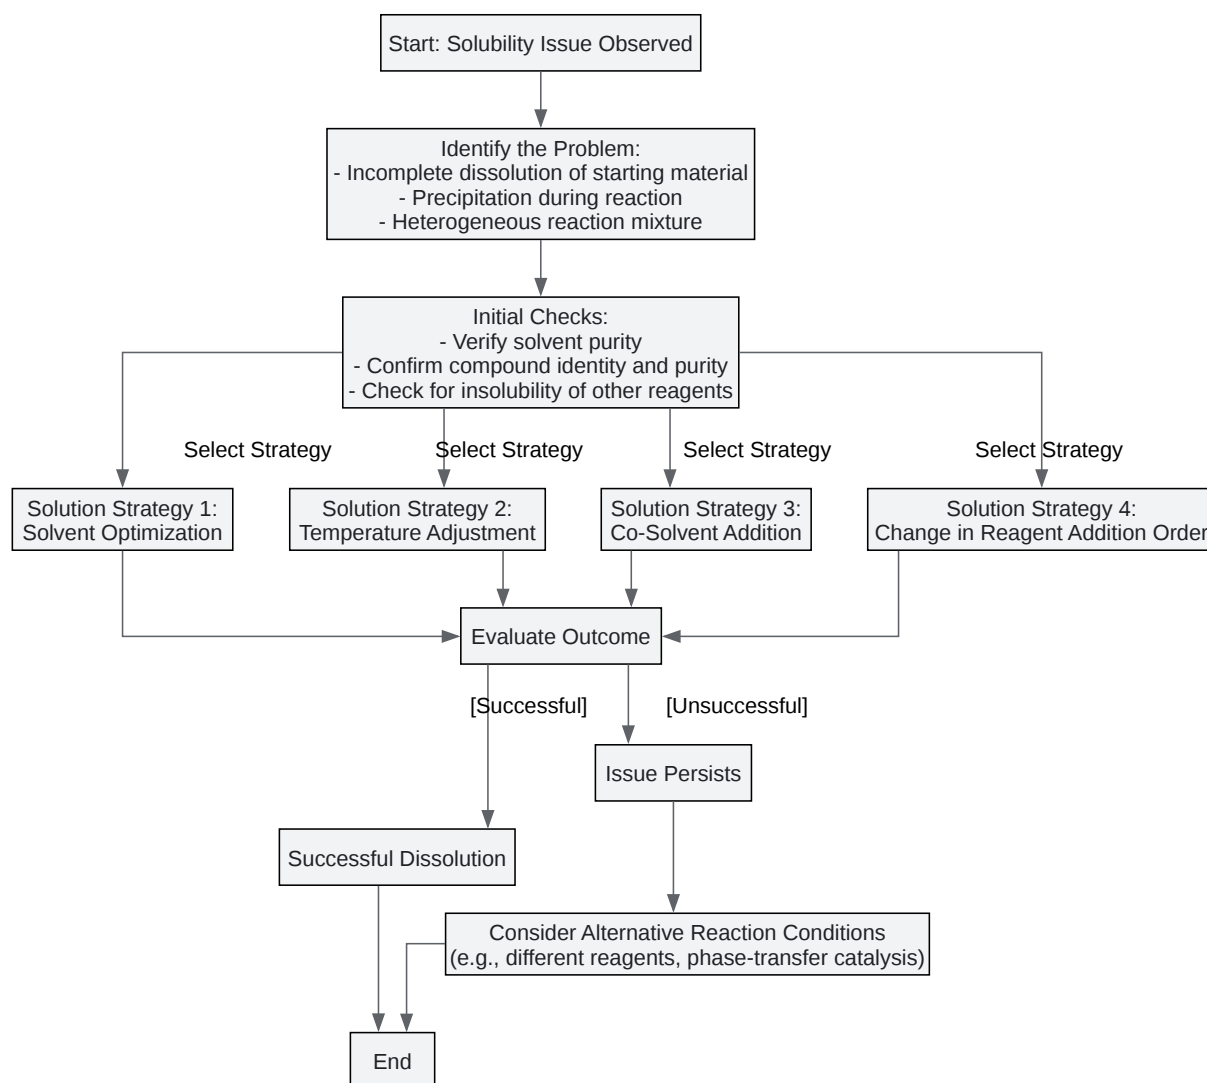 Start: Solubility Issue Observed
Identify the Problem:
- Incomplete dissolution of starting material
- Precipitation during reaction
- Heterogeneous reaction mixture
Initial Checks:
- Verify solvent purity
- Confirm compound identity and purity
- Check for insolubility of other reagents
Select Strategy
Select Strategy
Select Strategy
Select Strategy
Solution Strategy 1:
Solvent Optimization
Solution Strategy 2:
Temperature Adjustment
Solution Strategy 3:
Co-Solvent Addition
Solution Strategy 4:
Change in Reagent Addition Order
Evaluate Outcome
[Successful]
[Unsuccessful]
Issue Persists
Successful Dissolution
Consider Alternative Reaction Conditions
(e.g., different reagents, phase-transfer catalysis)
End